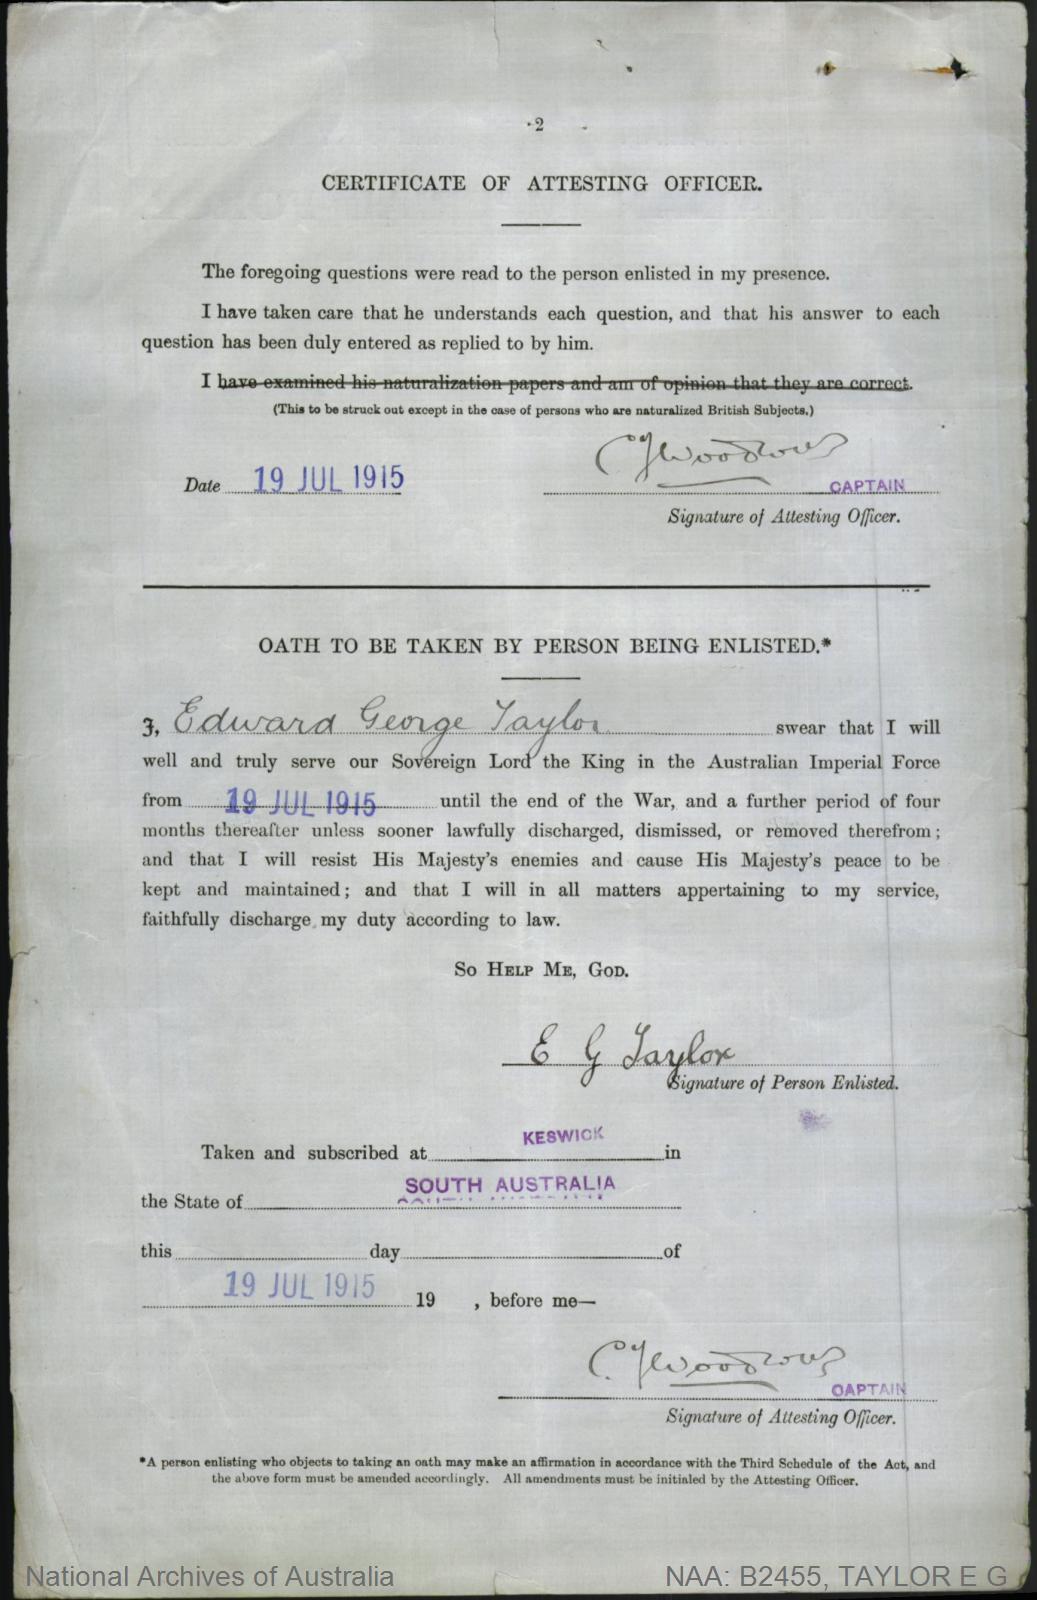 2
CERTIFICATE OF ATTESTING OFFICER.
The foregoing questions were read to the person enlisted in my presence.
I have taken care that he understands each question, and that his answer to each
question has been duly entered as replied to by him.
I have examined his naturalization papers and am of opinion that they are correct.
(This to be struck out except in the case of persons who are naturalized British Subjects.)
Date 19 JUL 1915
CAPTAIN
Signature of Attesting Officer.
OATH TO BE TAKEN BY PERSON BEING ENLISTED.*
I, Edward George Taylor swear that I will
well and truly serve our Sovereign Lord the King in the Australian Imperial Force
from 19 JUL 1915 until the end of the War, and a further period of four
months thereafter unless sooner lawfully discharged, dismissed, or removed therefrom;
and that I will resist His Majesty's enemies and cause His Majesty's peace to be
kept and maintained; and that I will in all matters appertaining to my service,
faithfully discharge my duty according to law.
So Help Me, God.
E G Taylor
Signature of Person Enlisted.
Taken and subscribed at KESWICK in
the State of SOUTH AUSTRALIA
this day of
19 JUL 1915 19 , before me—
CAPTAIN
Signature of Attesting Officer.
*A person enlisting who objects to taking an oath may make an affirmation in accordance with the Third Schedule of the Act, and
the above form must be amended accordingly. All amendments must be initialed by the Attesting Officer.
National Archives of Australia NAA: B2455, TAYLOR E G